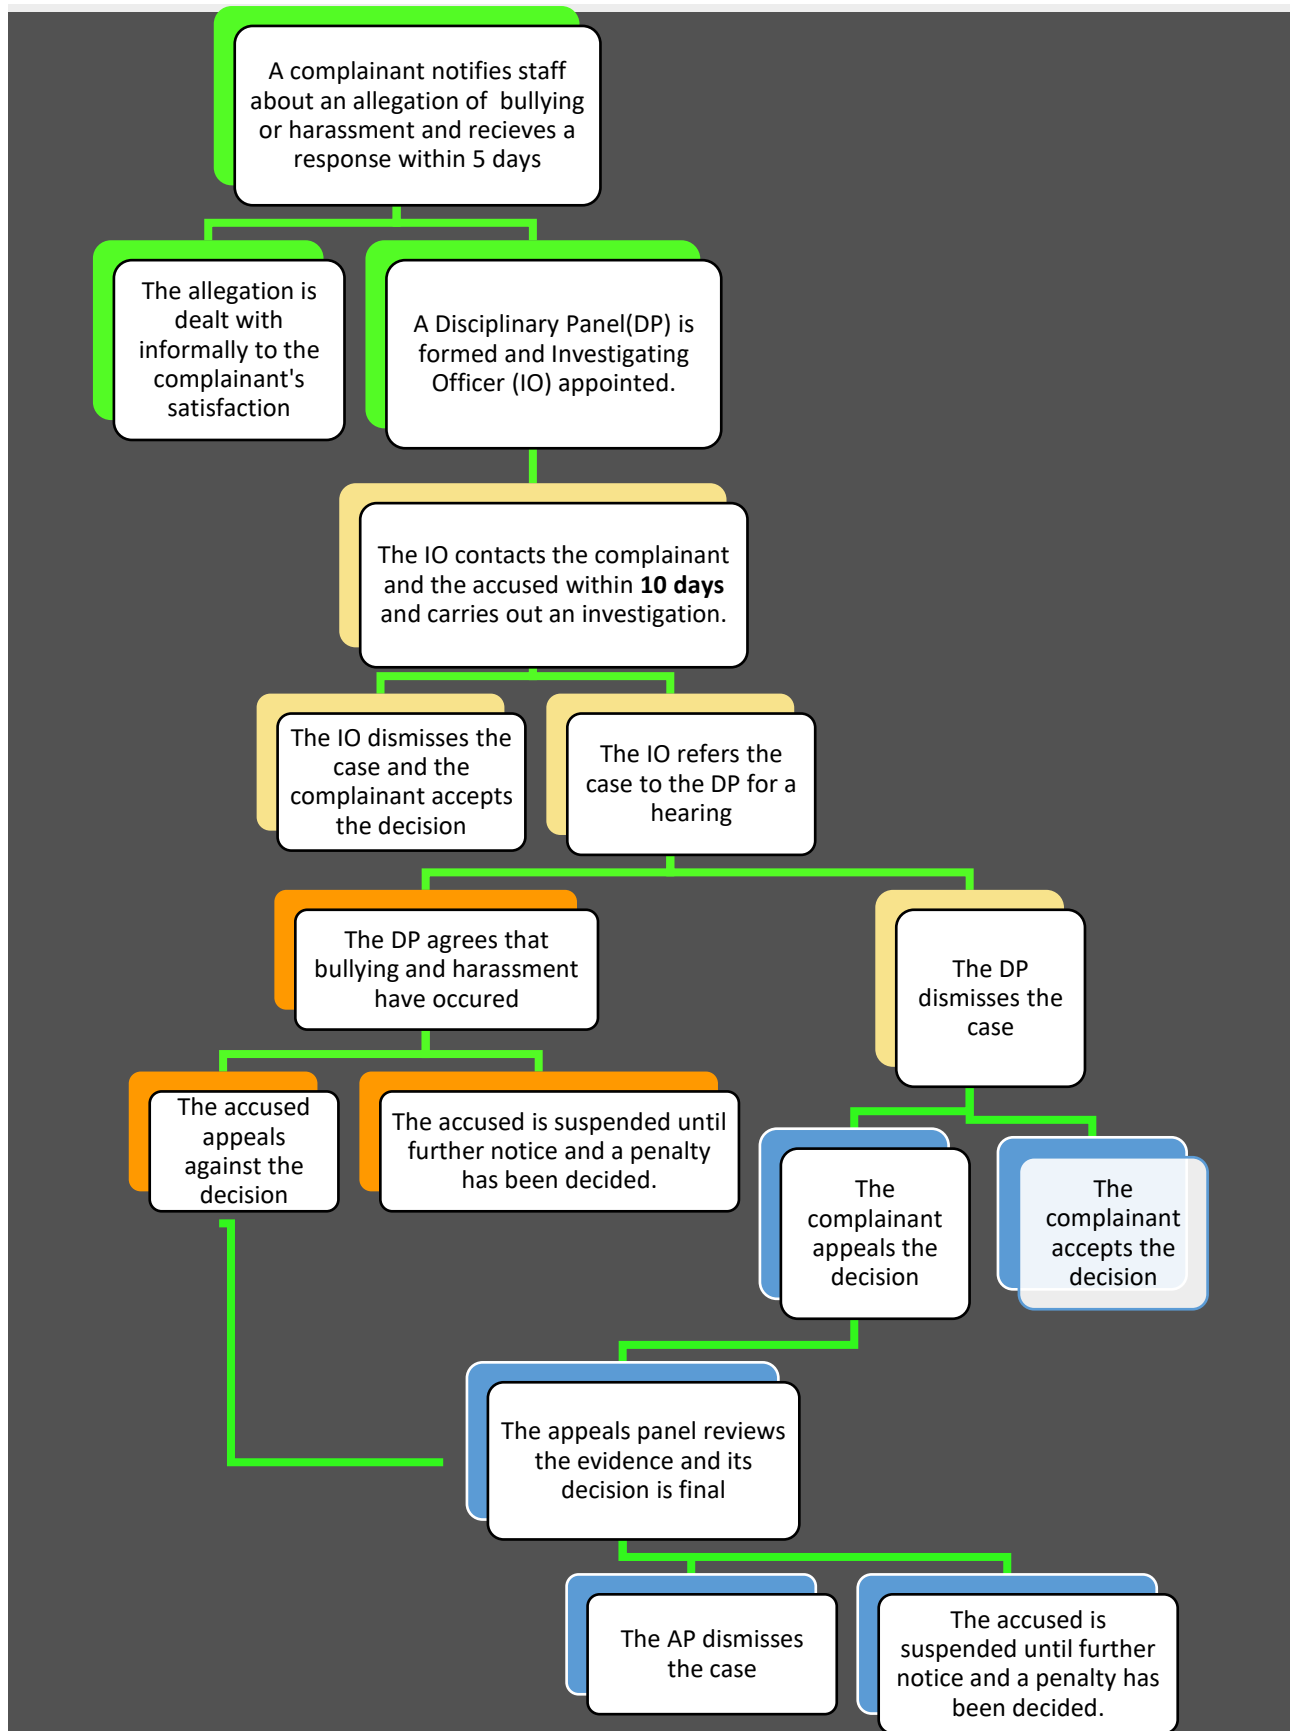 A complainant notifies staff
about an allegation of  bullying
or harassment and recieves a
response within 5 days
The allegation is
dealt with
informally to the
complainant's
satisfaction
A Disciplinary Panel(DP) is
formed and Investigating
Officer (IO) appointed.
The IO contacts the complainant
and the accused within 10 days
and carries out an investigation.
The IO dismisses the
case and the
complainant accepts
the decision
The IO refers the
case to the DP for a
hearing
The DP agrees that
bullying and harassment
have occured
The DP
dismisses the
case
The accused
appeals
against the
decision
The accused is suspended until
further notice and a penalty
has been decided.
The
complainant
appeals the
decision
The
complainant
accepts the
decision
The appeals panel reviews
the evidence and its
decision is final
The AP dismisses
the case
The accused is
suspended until further
notice and a penalty has
been decided.